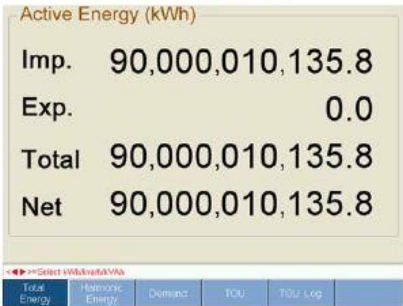 Active Energy (kWh)
Imp. 90,000,010,135.8
Exp. 0.0
Total 90,000,010,135.8
Net 90,000,010,135.8
Total Energy Harmonic Energy Demand TOU TOU Log